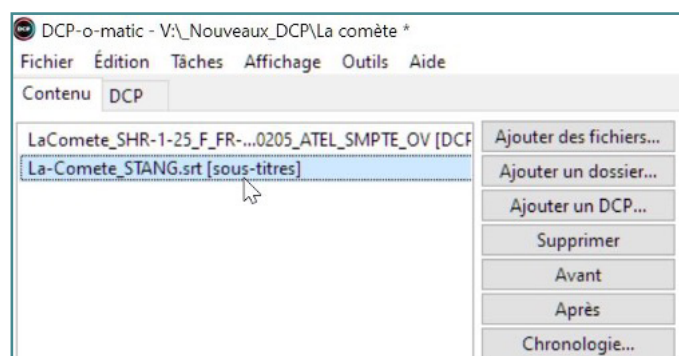 DCP-o-matic - V:\_Nouveaux_DCP\La comète *
Fichier Édition Tâches Affichage Outils Aide
Contenu DCP
LaComete_SHR-1-25_F_FR-...0205_ATEL_SMPTE_OV [DCP
La-Comete_STANG.srt [sous-titres]
Ajouter des fichiers...
Ajouter un dossier...
Ajouter un DCP...
Supprimer
Avant
Après
Chronologie...